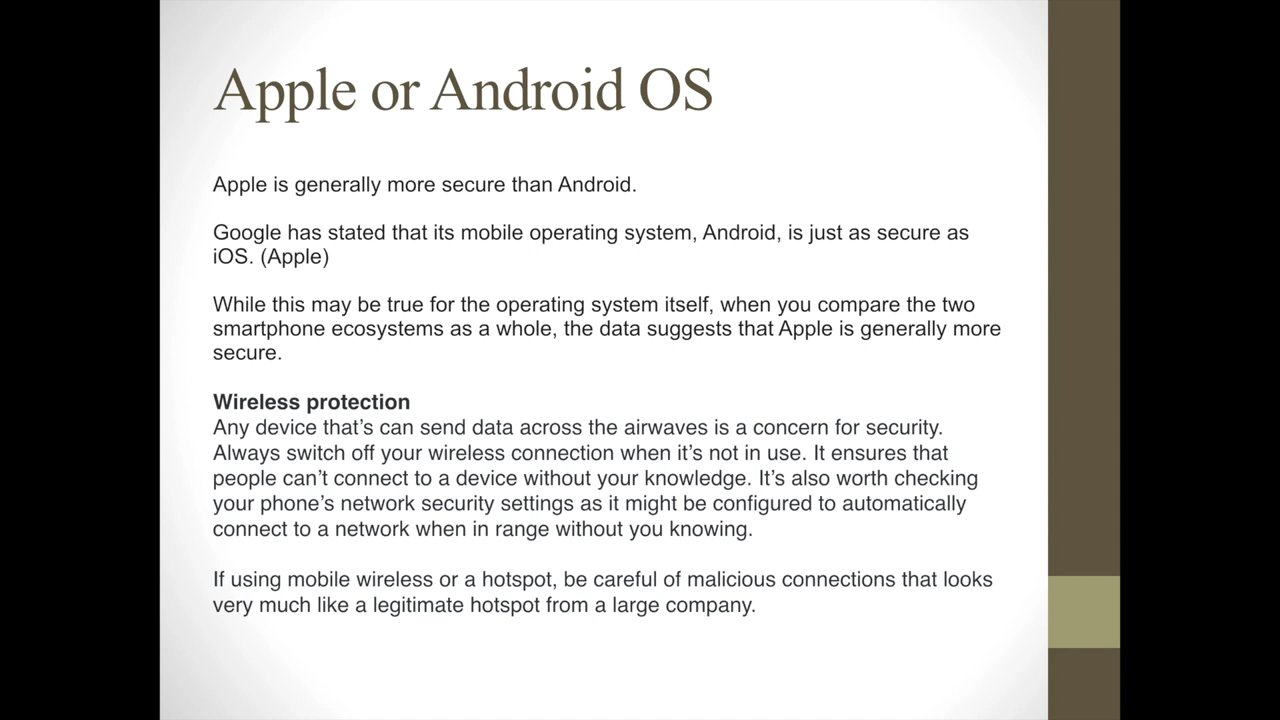 Apple or Android OS
Apple is generally more secure than Android.
Google has stated that its mobile operating system, Android, is just as secure as
iOS. (Apple)
While this may be true for the operating system itself, when you compare the two
smartphone ecosystems as a whole, the data suggests that Apple is generally more
secure.
Wireless protection
Any device that’s can send data across the airwaves is a concern for security.
Always switch off your wireless connection when it’s not in use. It ensures that
people can’t connect to a device without your knowledge. It’s also worth checking
your phone’s network security settings as it might be configured to automatically
connect to a network when in range without you knowing.
If using mobile wireless or a hotspot, be careful of malicious connections that looks
very much like a legitimate hotspot from a large company.